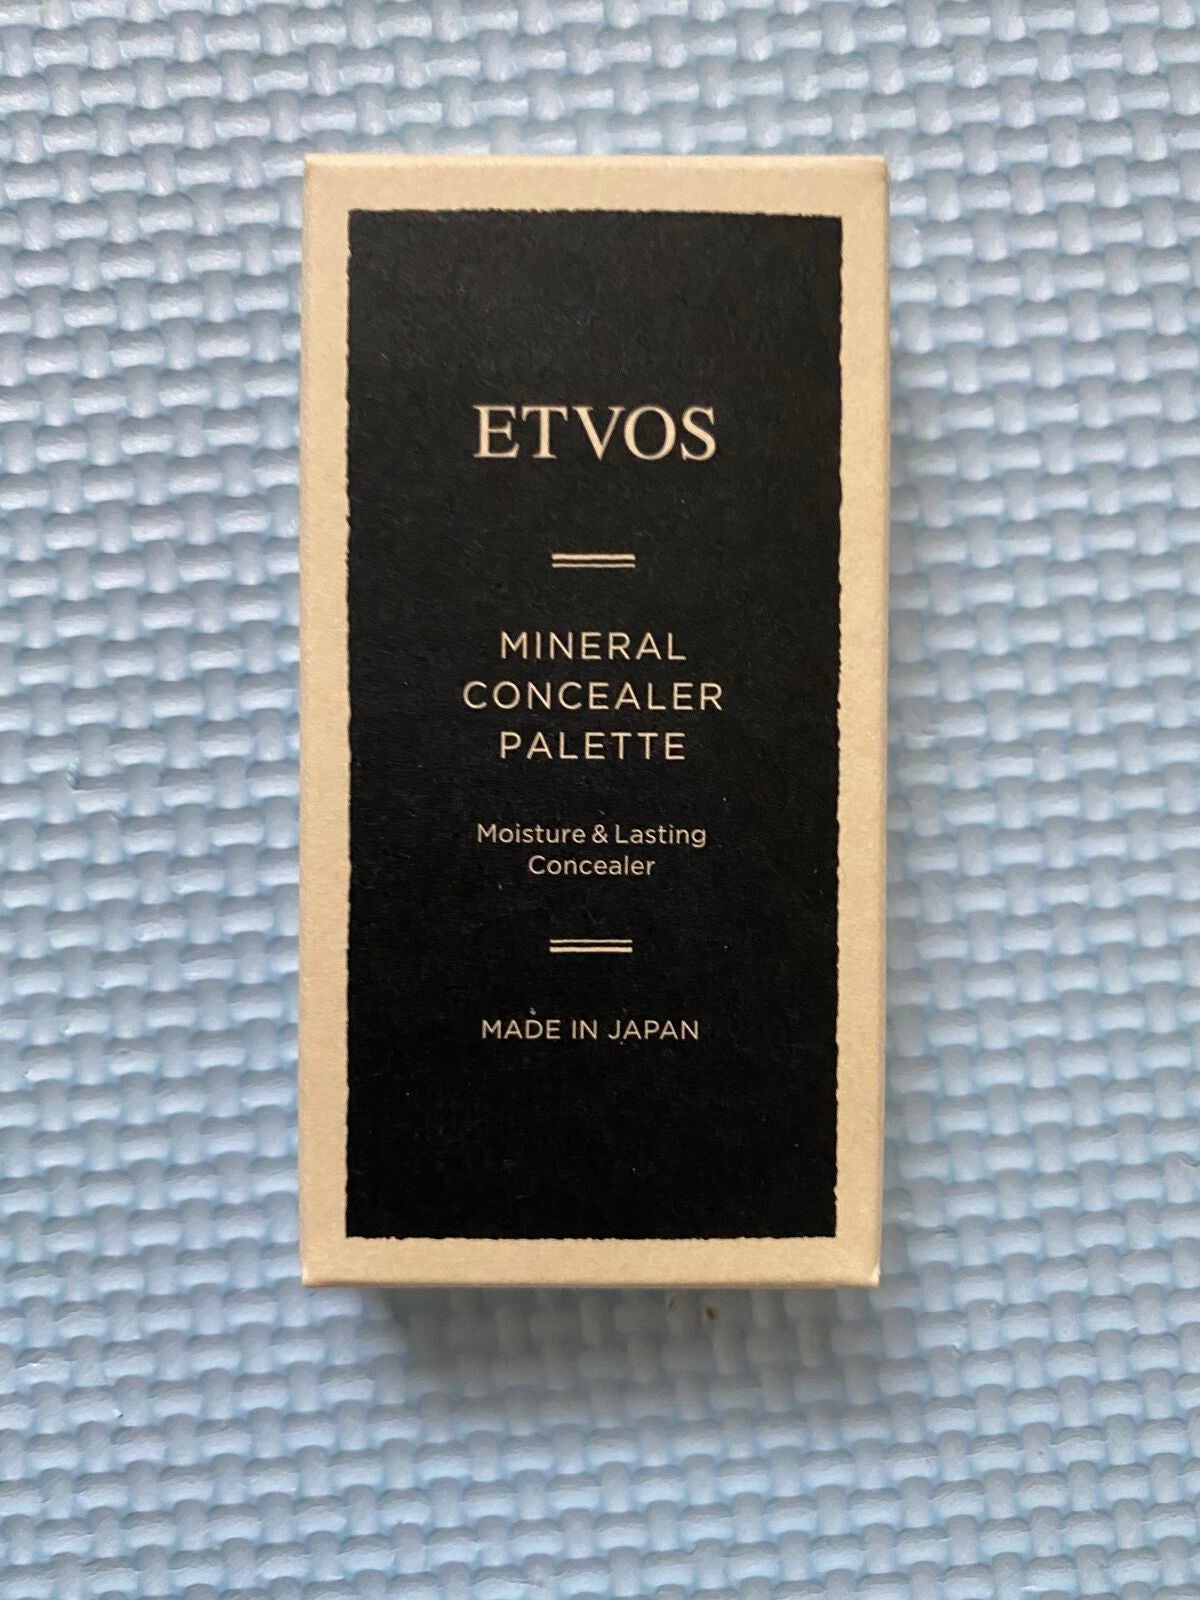 ETVOS
MINERAL
CONCEALER
PALETTE
Moisture & Lasting
Concealer
MADE IN JAPAN